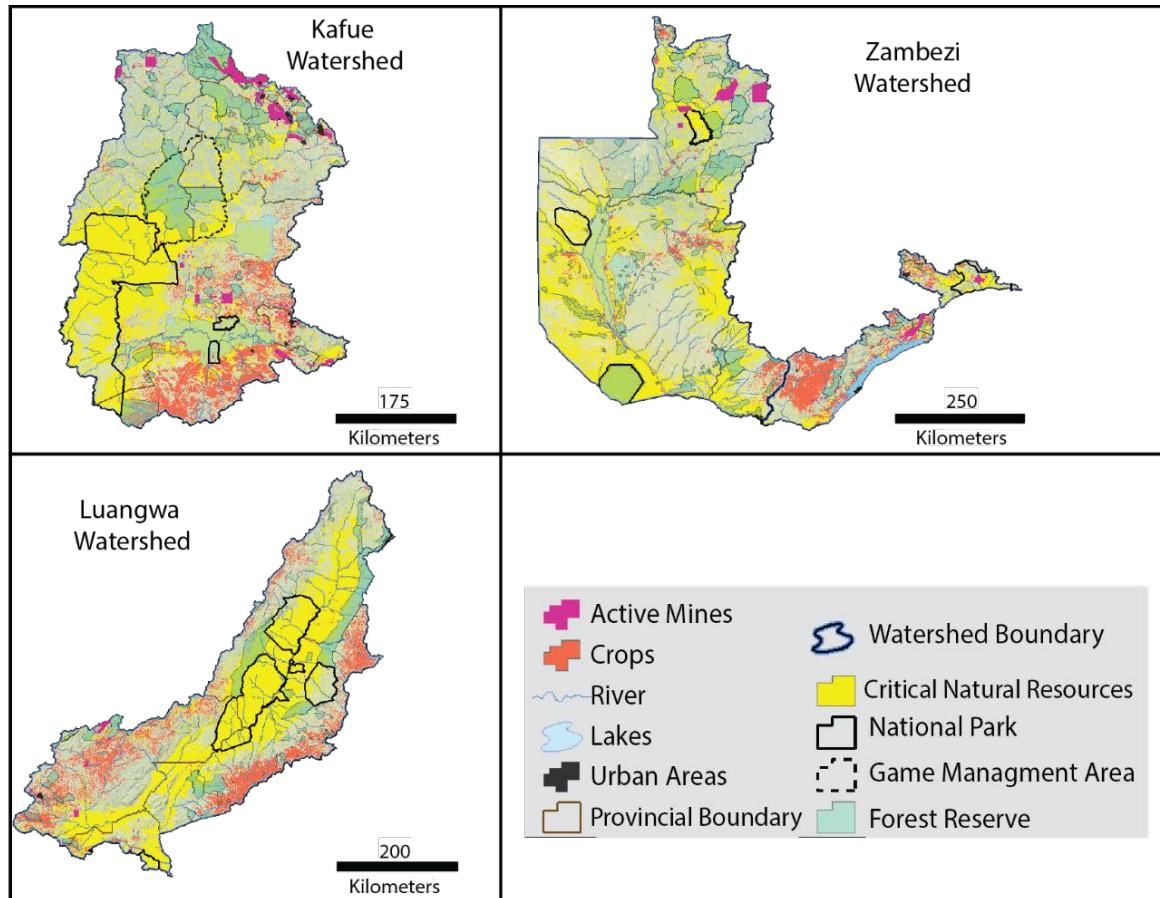 Kafue
Watershed
175
Kilometers
Zambezi
Watershed
250
Kilometers
Luangwa
Watershed
200
Kilometers
Active Mines
Crops
River
Lakes
Urban Areas
Provincial Boundary
Watershed Boundary
Critical Natural Resources
National Park
Game Managment Area
Forest Reserve